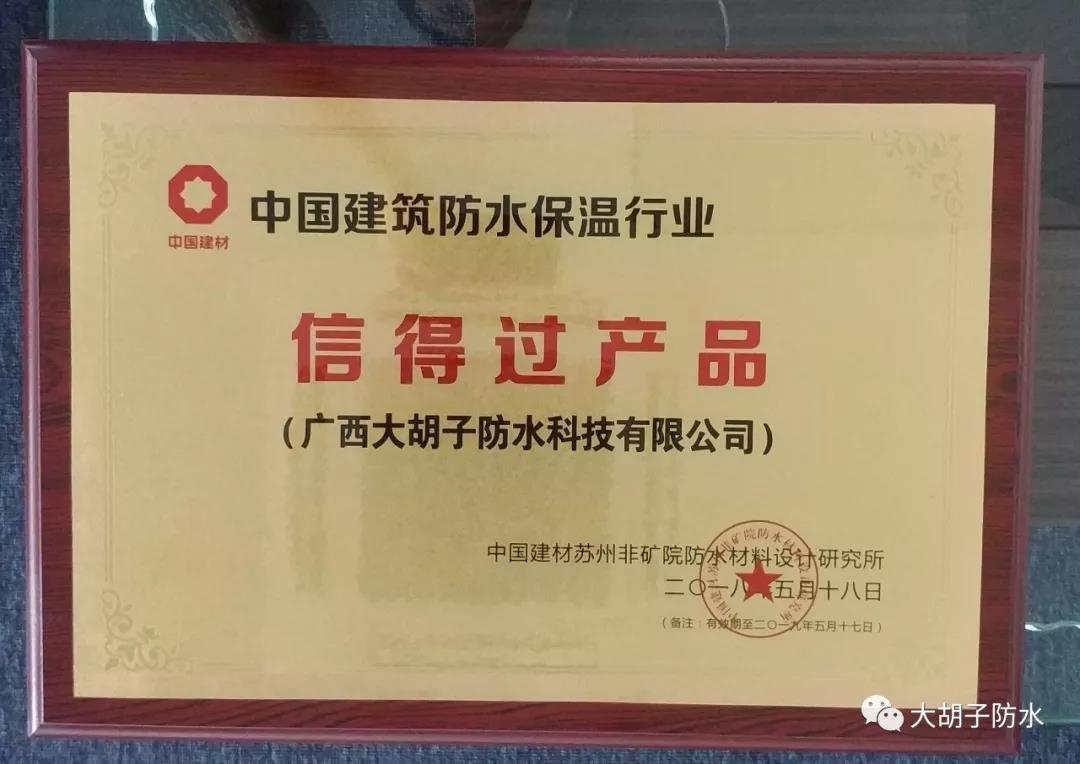 中国建材
中国建筑防水保温行业
信得过产品
（广西大胡子防水科技有限公司）
中国建材苏州非矿院防水材料设计研究所
二〇一八年五月十八日
（备注：有效期至二〇一九年五月十七日）
大胡子防水